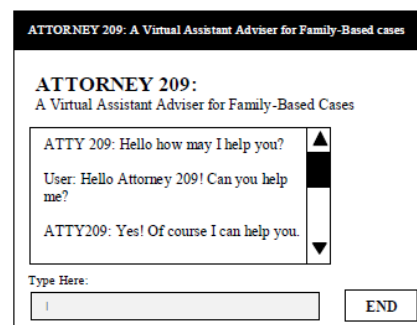 ATTORNEY 209: A Virtual Assistant Adviser for Family-Based cases
ATTORNEY 209:
A Virtual Assistant Adviser for Family-Based Cases
ATTY 209: Hello how may I help you?
User: Hello Attorney 209! Can you help
me?
ATTY209: Yes! Of course I can help you.
Type Here:
END